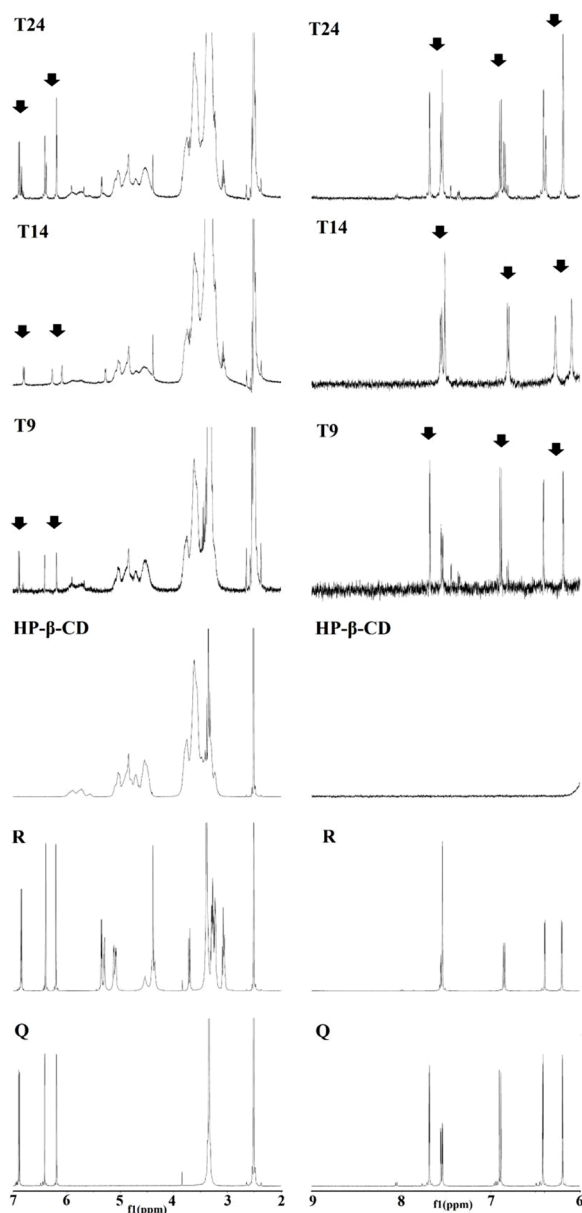 T24 T24
T14 T14
T9 T9
HP-β-CD HP-β-CD
R R
Q Q
7 6 5 4 3 2 9 8 7 6
f1(ppm) f1(ppm)